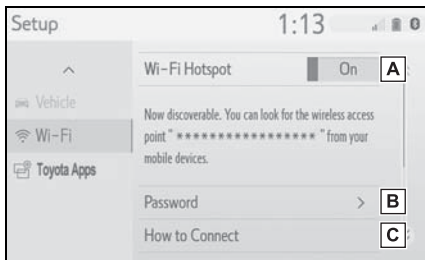 Setup 1:13
Wi-Fi Hotspot On A
Vehicle
Now discoverable. You can look for the wireless access
point " ***************** " from your
mobile devices.
Wi-Fi
Toyota Apps
Password > B
How to Connect C